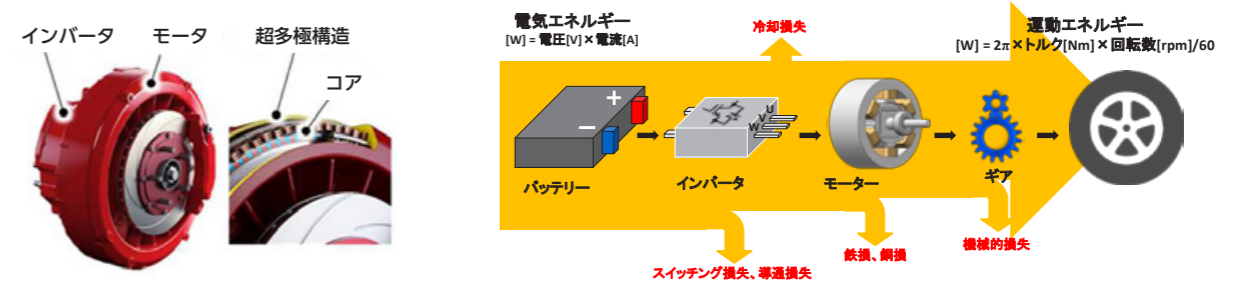 インバータ
モータ
超多極構造
コア
電気エネルギー
[W] = 電圧[V]×電流[A]
冷却損失
運動エネルギー
[W] = 2π×トルク[Nm]×回転数[rpm]/60
+
−
U
V
W
バッテリー
インバータ
モーター
ギア
スイッチング損失、導通損失
鉄損、銅損
機械的損失